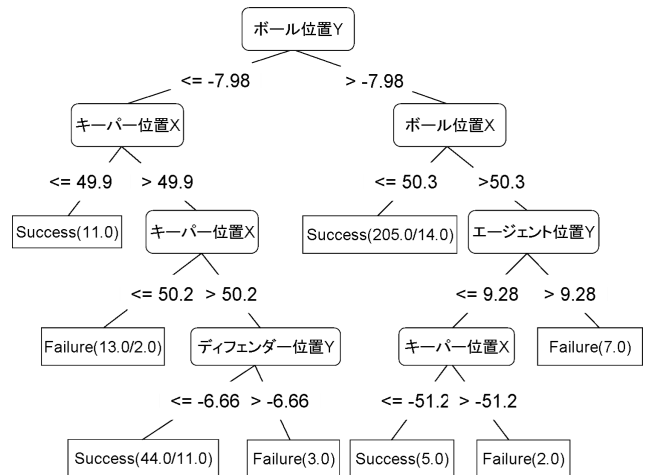 ボール位置Y
<= -7.98 > -7.98
キーパー位置X ボール位置X
<= 49.9 > 49.9 <= 50.3 >50.3
Success(11.0) キーパー位置X Success(205.0/14.0) エージェント位置Y
<= 50.2 > 50.2 <= 9.28 > 9.28
Failure(13.0/2.0) ディフェンダー位置Y キーパー位置X Failure(7.0)
<= -6.66 > -6.66 <= -51.2 > -51.2
Success(44.0/11.0) Failure(3.0) Success(5.0) Failure(2.0)